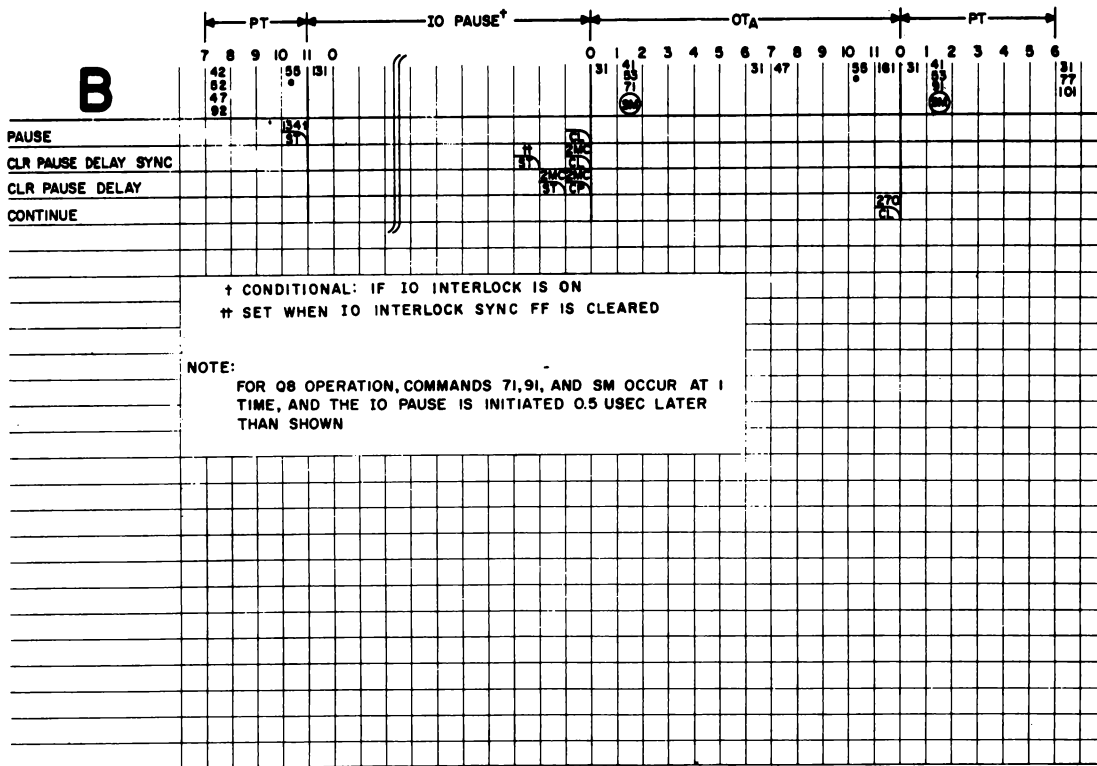 PT IO PAUSE† OTA PT
7 8 9 10 11 0 0 1 2 3 4 5 6 7 8 9 10 11 0 1 2 3 4 5 6
B
42 55 131 31 41 31 47 55 161 31 41 31
52 53 53 77
47 71 91 101
92 SM SM
PAUSE 134† ST CL
CLR PAUSE DELAY SYNC †† ST 2MC CL
CLR PAUSE DELAY 2MC ST 2MC CP
CONTINUE 270 CL
† CONDITIONAL: IF IO INTERLOCK IS ON
†† SET WHEN IO INTERLOCK SYNC FF IS CLEARED
NOTE:
FOR Q8 OPERATION, COMMANDS 71, 91, AND SM OCCUR AT 1
TIME, AND THE IO PAUSE IS INITIATED 0.5 USEC LATER
THAN SHOWN